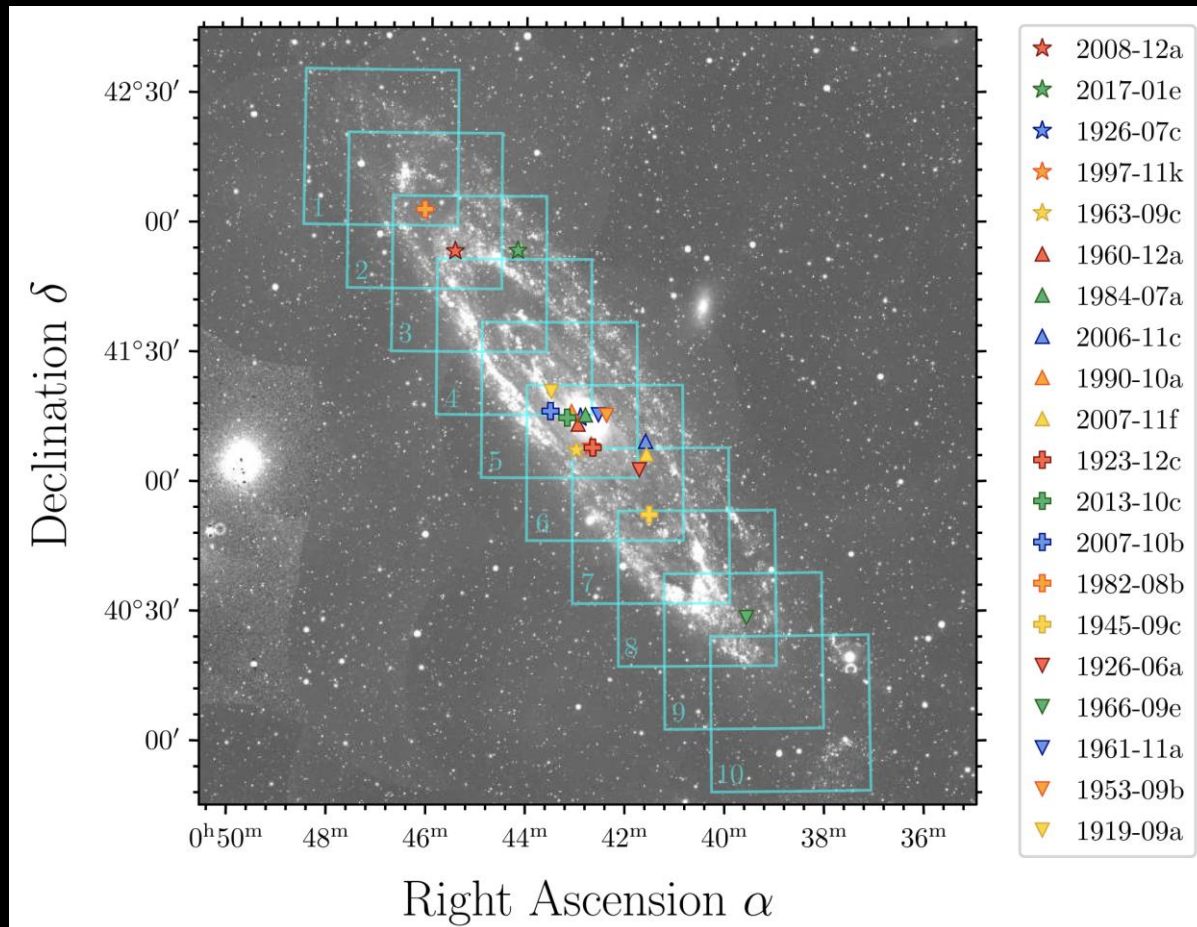 42°30′
00′
41°30′
00′
40°30′
00′
Declination δ
1
2
3
4
5
6
7
8
9
10
0ʰ50ᵐ 48ᵐ 46ᵐ 44ᵐ 42ᵐ 40ᵐ 38ᵐ 36ᵐ
Right Ascension α
2008-12a
2017-01e
1926-07c
1997-11k
1963-09c
1960-12a
1984-07a
2006-11c
1990-10a
2007-11f
1923-12c
2013-10c
2007-10b
1982-08b
1945-09c
1926-06a
1966-09e
1961-11a
1953-09b
1919-09a